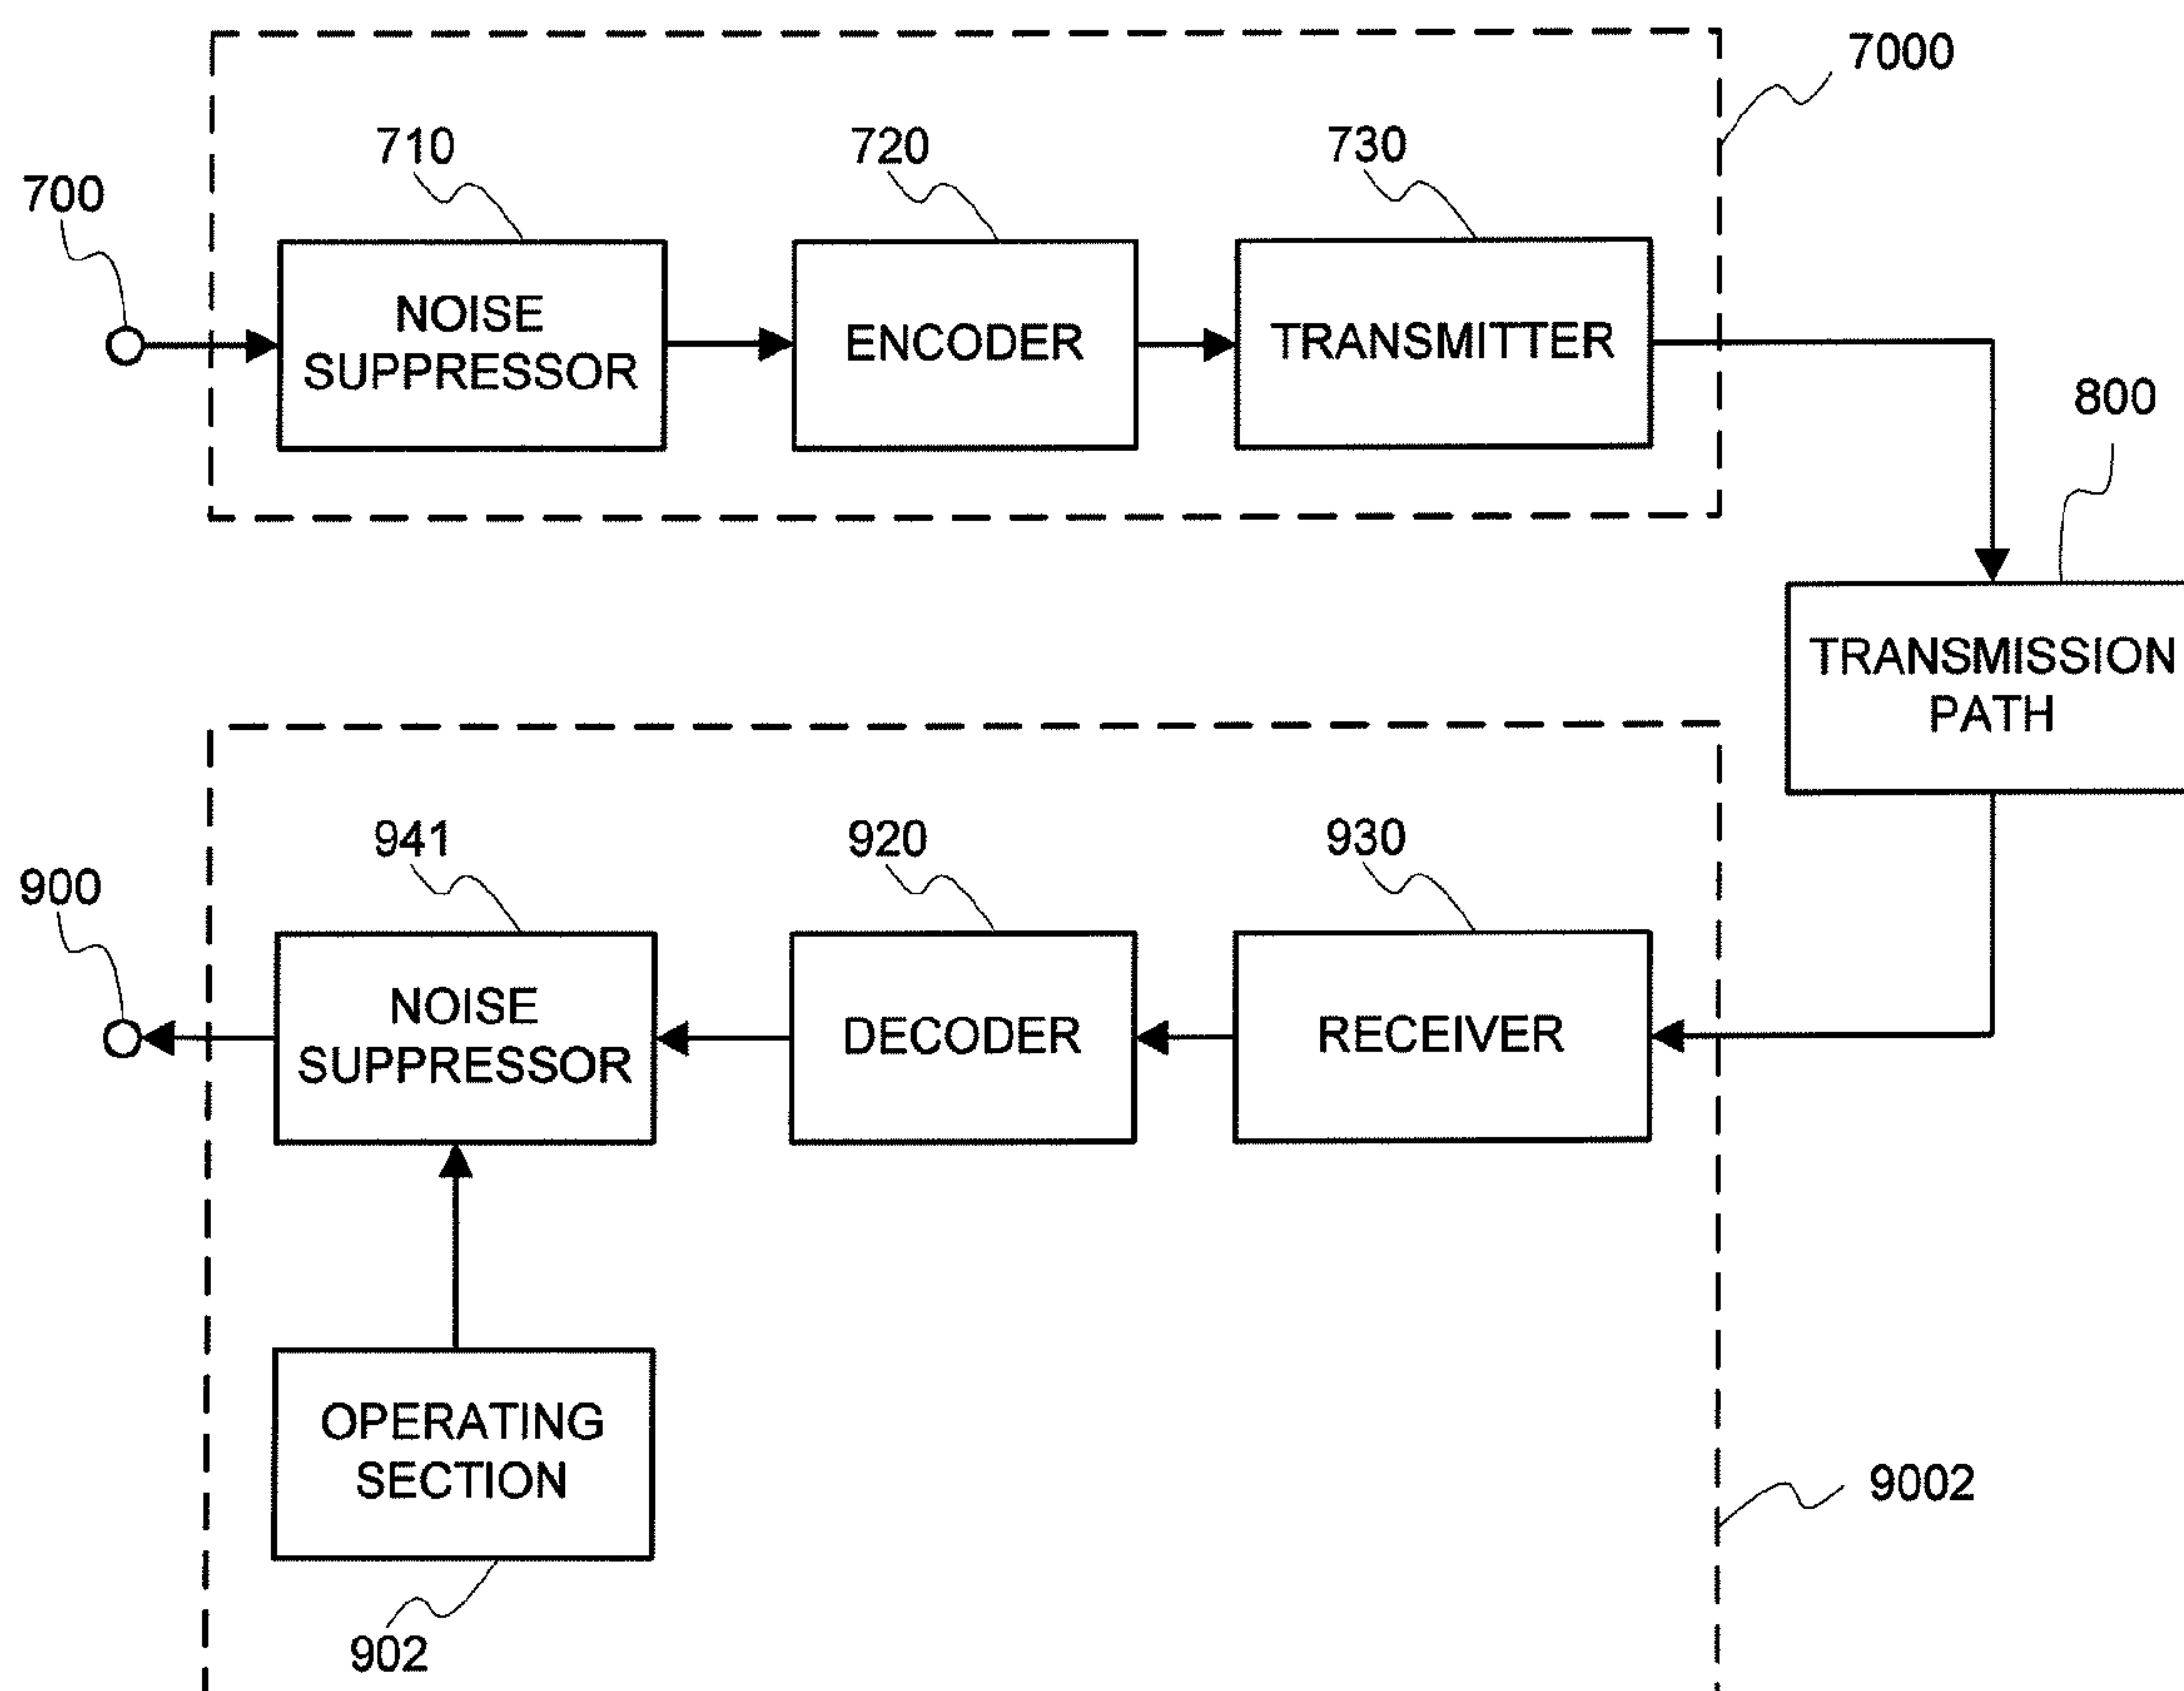 7000
710
720
730
700
NOISE
SUPPRESSOR
ENCODER
TRANSMITTER
800
TRANSMISSION
PATH
941
920
930
900
NOISE
SUPPRESSOR
DECODER
RECEIVER
OPERATING
SECTION
9002
902